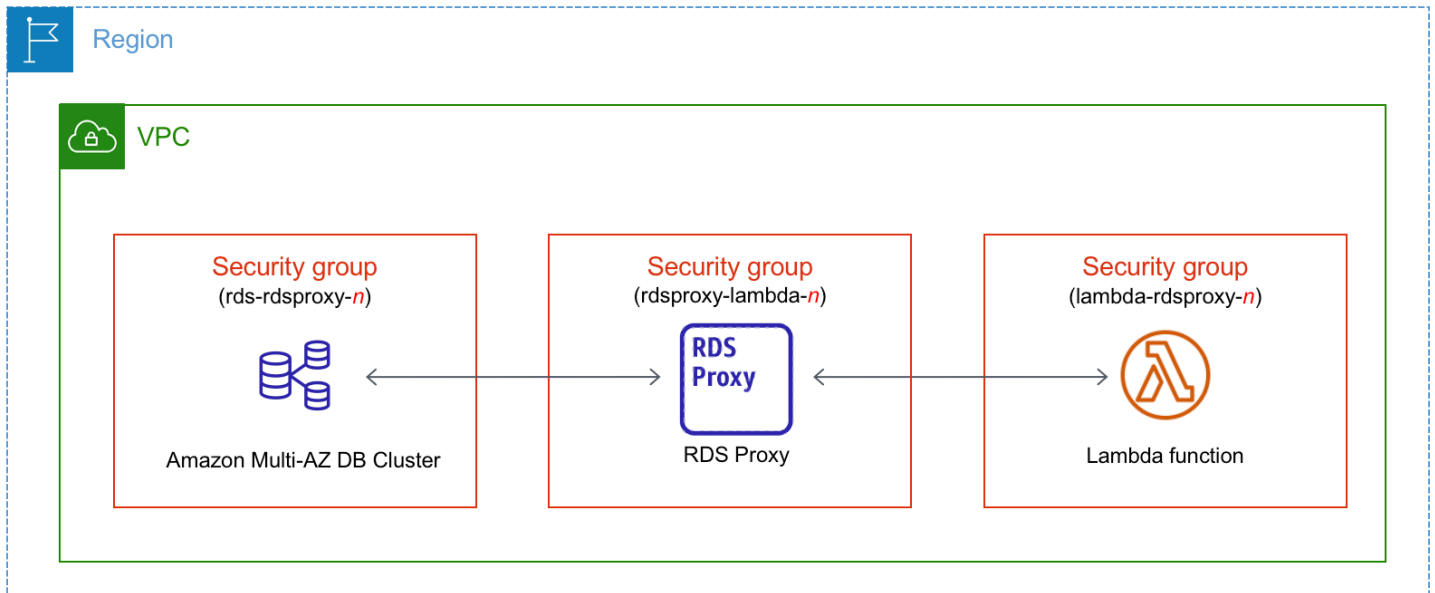 Region
VPC
Security group
(rds-rdsproxy-n)
Amazon Multi-AZ DB Cluster
Security group
(rdsproxy-lambda-n)
RDS
Proxy
RDS Proxy
Security group
(lambda-rdsproxy-n)
Lambda function